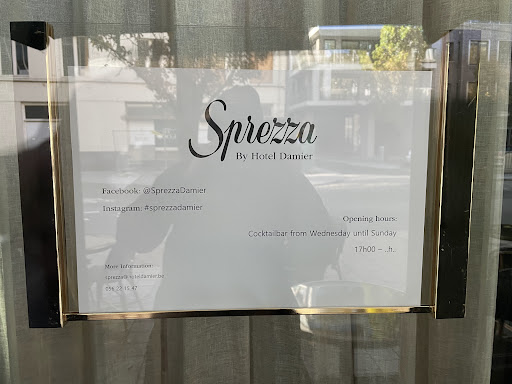 Sprezza
By Hotel Damier
Facebook: @SprezzaDamier
Instagram: #sprezzadamier
Opening hours:
Cocktailbar from Wednesday until Sunday
17h00 – ..h..
More Information: